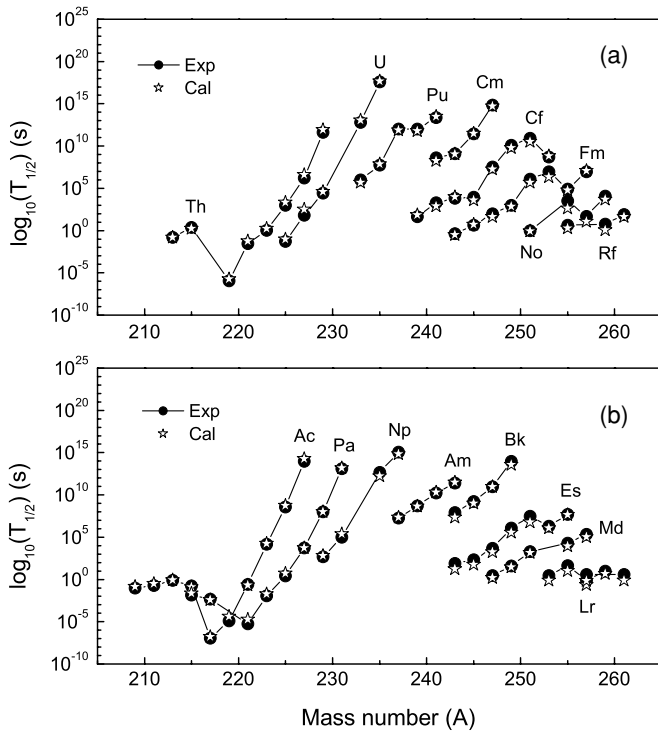 10^25
10^20
10^15
10^10
10^5
10^0
10^-5
10^-10
log10(T1/2) (s)
Exp
Cal
(a)
Th
U
Pu
Cm
Cf
Fm
No
Rf
210 220 230 240 250 260
10^25
10^20
10^15
10^10
10^5
10^0
10^-5
10^-10
log10(T1/2) (s)
Exp
Cal
(b)
Ac
Pa
Np
Am
Bk
Es
Md
Lr
210 220 230 240 250 260
Mass number (A)